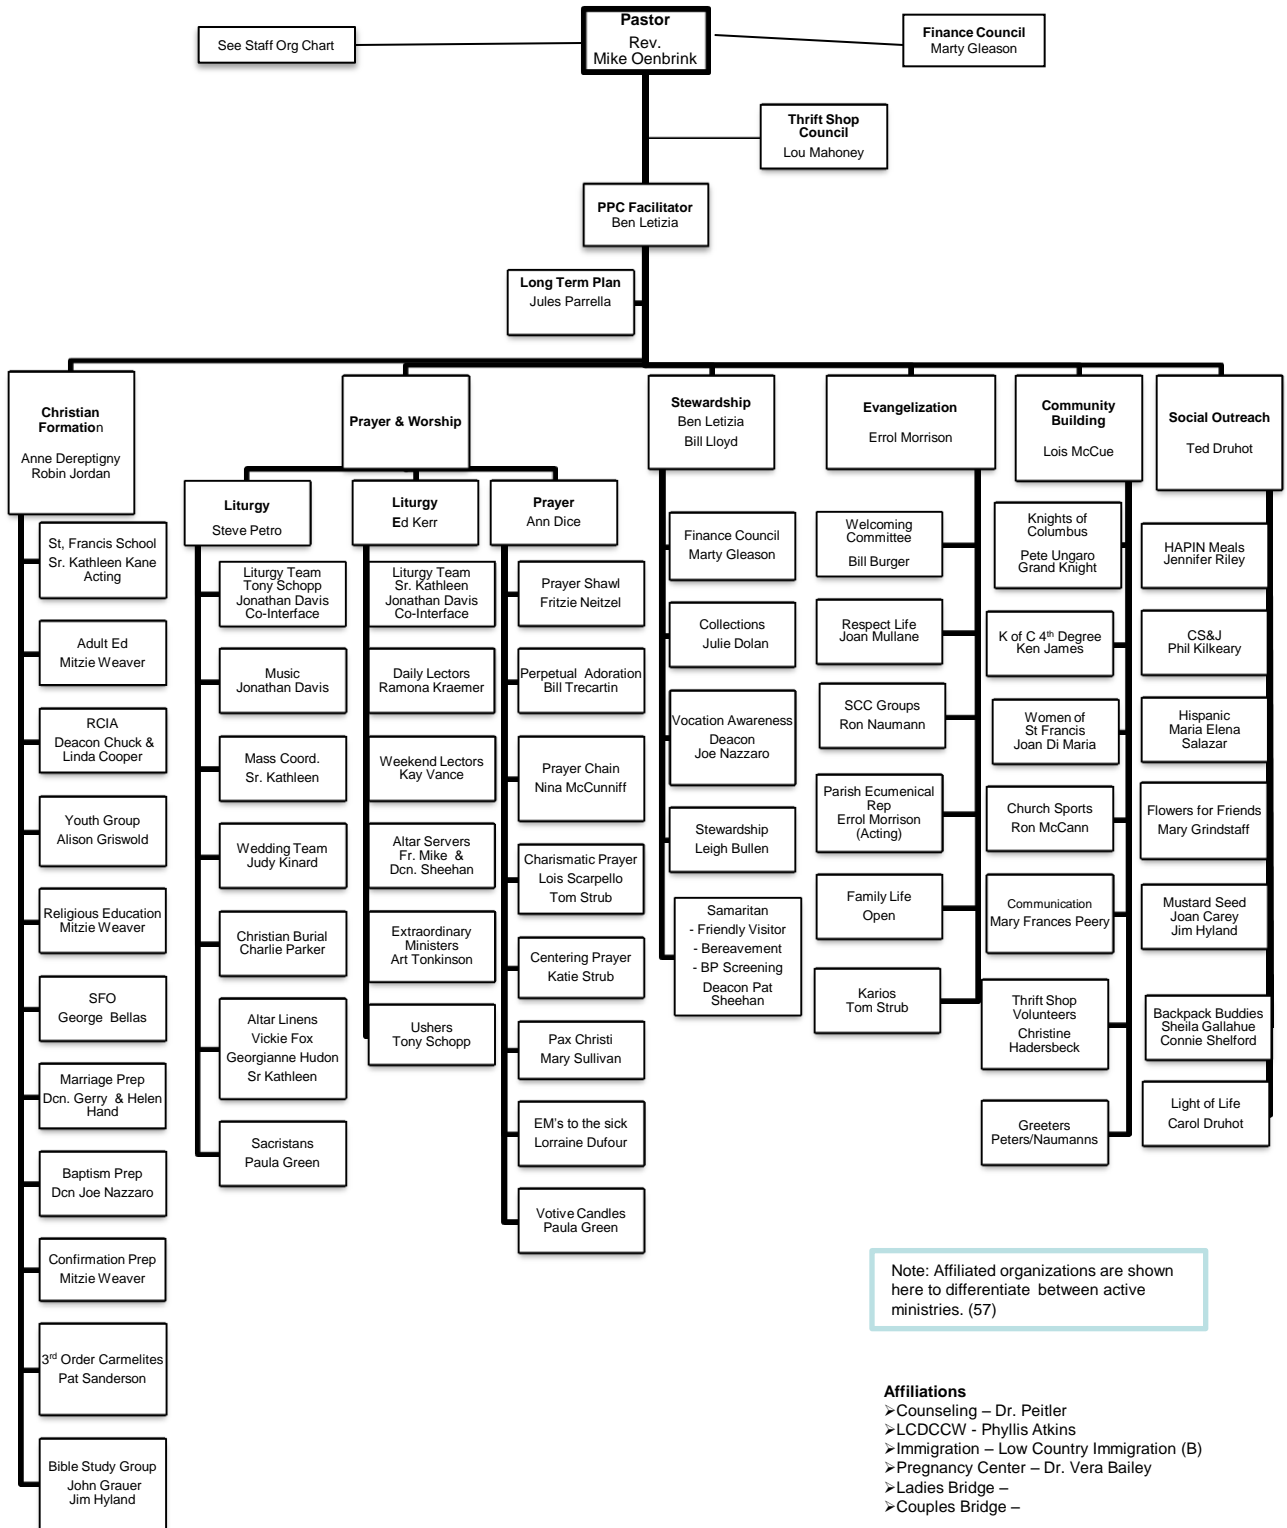 Pastor
Rev.
Mike Oenbrink
See Staff Org Chart
Finance Council
Marty Gleason
Thrift Shop
Council
Lou Mahoney
PPC Facilitator
Ben Letizia
Long Term Plan
Jules Parrella
Christian
Formation
Anne Dereptigny
Robin Jordan
St, Francis School
Sr. Kathleen Kane
Acting
Adult Ed
Mitzie Weaver
RCIA
Deacon Chuck &
Linda Cooper
Youth Group
Alison Griswold
Religious Education
Mitzie Weaver
SFO
George Bellas
Marriage Prep
Dcn. Gerry & Helen
Hand
Baptism Prep
Dcn Joe Nazzaro
Confirmation Prep
Mitzie Weaver
3rd Order Carmelites
Pat Sanderson
Bible Study Group
John Grauer
Jim Hyland
Prayer & Worship
Liturgy
Steve Petro
Liturgy Team
Tony Schopp
Jonathan Davis
Co-Interface
Music
Jonathan Davis
Mass Coord.
Sr. Kathleen
Wedding Team
Judy Kinard
Christian Burial
Charlie Parker
Altar Linens
Vickie Fox
Georgianne Hudon
Sr Kathleen
Sacristans
Paula Green
Liturgy
Ed Kerr
Liturgy Team
Sr. Kathleen
Jonathan Davis
Co-Interface
Daily Lectors
Ramona Kraemer
Weekend Lectors
Kay Vance
Altar Servers
Fr. Mike &
Dcn. Sheehan
Extraordinary
Ministers
Art Tonkinson
Ushers
Tony Schopp
Prayer
Ann Dice
Prayer Shawl
Fritzie Neitzel
Perpetual Adoration
Bill Trecartin
Prayer Chain
Nina McCunniff
Charismatic Prayer
Lois Scarpello
Tom Strub
Centering Prayer
Katie Strub
Pax Christi
Mary Sullivan
EM's to the sick
Lorraine Dufour
Votive Candles
Paula Green
Stewardship
Ben Letizia
Bill Lloyd
Finance Council
Marty Gleason
Collections
Julie Dolan
Vocation Awareness
Deacon
Joe Nazzaro
Stewardship
Leigh Bullen
Samaritan
- Friendly Visitor
- Bereavement
- BP Screening
Deacon Pat
Sheehan
Evangelization
Errol Morrison
Welcoming
Committee
Bill Burger
Respect Life
Joan Mullane
SCC Groups
Ron Naumann
Parish Ecumenical
Rep
Errol Morrison
(Acting)
Family Life
Open
Karios
Tom Strub
Community
Building
Lois McCue
Knights of
Columbus
Pete Ungaro
Grand Knight
K of C 4th Degree
Ken James
Women of
St Francis
Joan Di Maria
Church Sports
Ron McCann
Communication
Mary Frances Peery
Thrift Shop
Volunteers
Christine
Hadersbeck
Greeters
Peters/Naumanns
Social Outreach
Ted Druhot
HAPIN Meals
Jennifer Riley
CS&J
Phil Kilkeary
Hispanic
Maria Elena
Salazar
Flowers for Friends
Mary Grindstaff
Mustard Seed
Joan Carey
Jim Hyland
Backpack Buddies
Sheila Gallahue
Connie Shelford
Light of Life
Carol Druhot
Note: Affiliated organizations are shown
here to differentiate between active
ministries. (57)
Affiliations
➢Counseling – Dr. Peitler
➢LCDCCW - Phyllis Atkins
➢Immigration – Low Country Immigration (B)
➢Pregnancy Center – Dr. Vera Bailey
➢Ladies Bridge –
➢Couples Bridge –